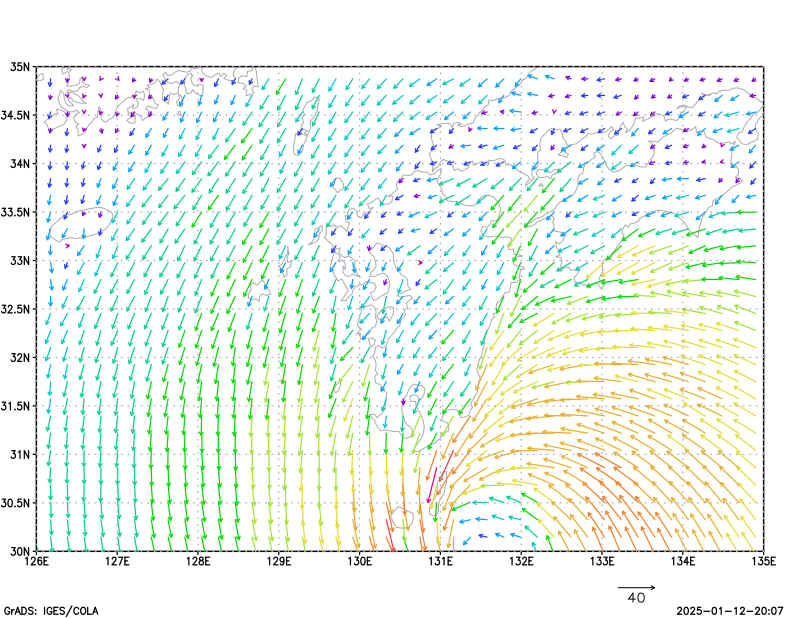 35N
34.5N
34N
33.5N
33N
32.5N
32N
31.5N
31N
30.5N
30N
126E 127E 128E 129E 130E 131E 132E 133E 134E 135E
40
GrADS: IGES/COLA 2025-01-12-20:07